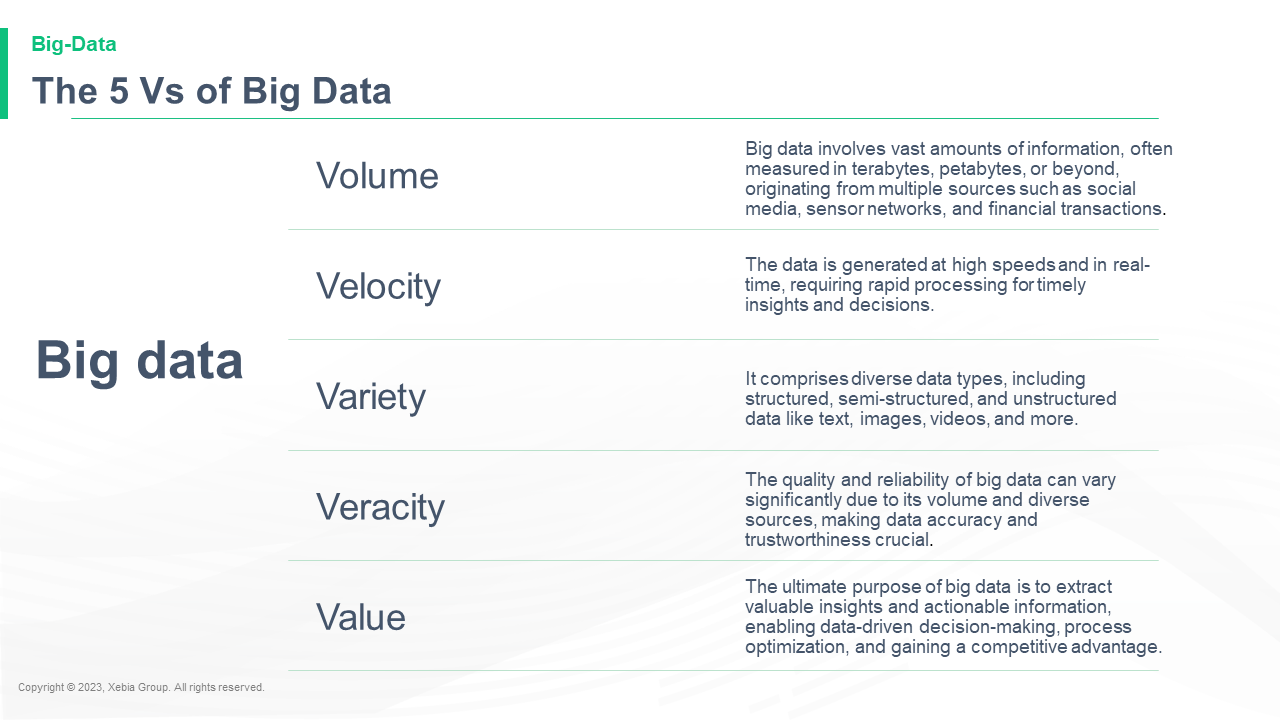 Big-Data
The 5 Vs of Big Data
Big data
Volume
Big data involves vast amounts of information, often
measured in terabytes, petabytes, or beyond,
originating from multiple sources such as social
media, sensor networks, and financial transactions.
Velocity
The data is generated at high speeds and in real-
time, requiring rapid processing for timely
insights and decisions.
Variety
It comprises diverse data types, including
structured, semi-structured, and unstructured
data like text, images, videos, and more.
Veracity
The quality and reliability of big data can vary
significantly due to its volume and diverse
sources, making data accuracy and
trustworthiness crucial.
Value
The ultimate purpose of big data is to extract
valuable insights and actionable information,
enabling data-driven decision-making, process
optimization, and gaining a competitive advantage.
Copyright © 2023, Xebia Group. All rights reserved.